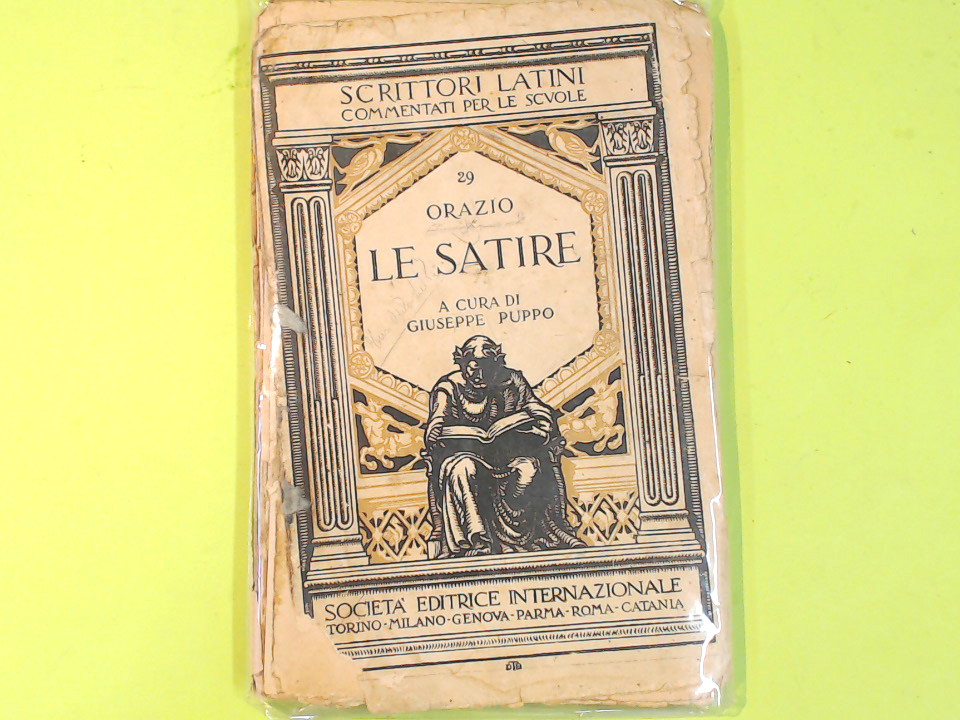 SCRITTORI LATINI
COMMENTATI PER LE SCVOLE
29
ORAZIO
LE SATIRE
A CURA DI
GIUSEPPE PUPPO
SOCIETA' EDITRICE INTERNAZIONALE
TORINO-MILANO-GENOVA-PARMA-ROMA-CATANIA